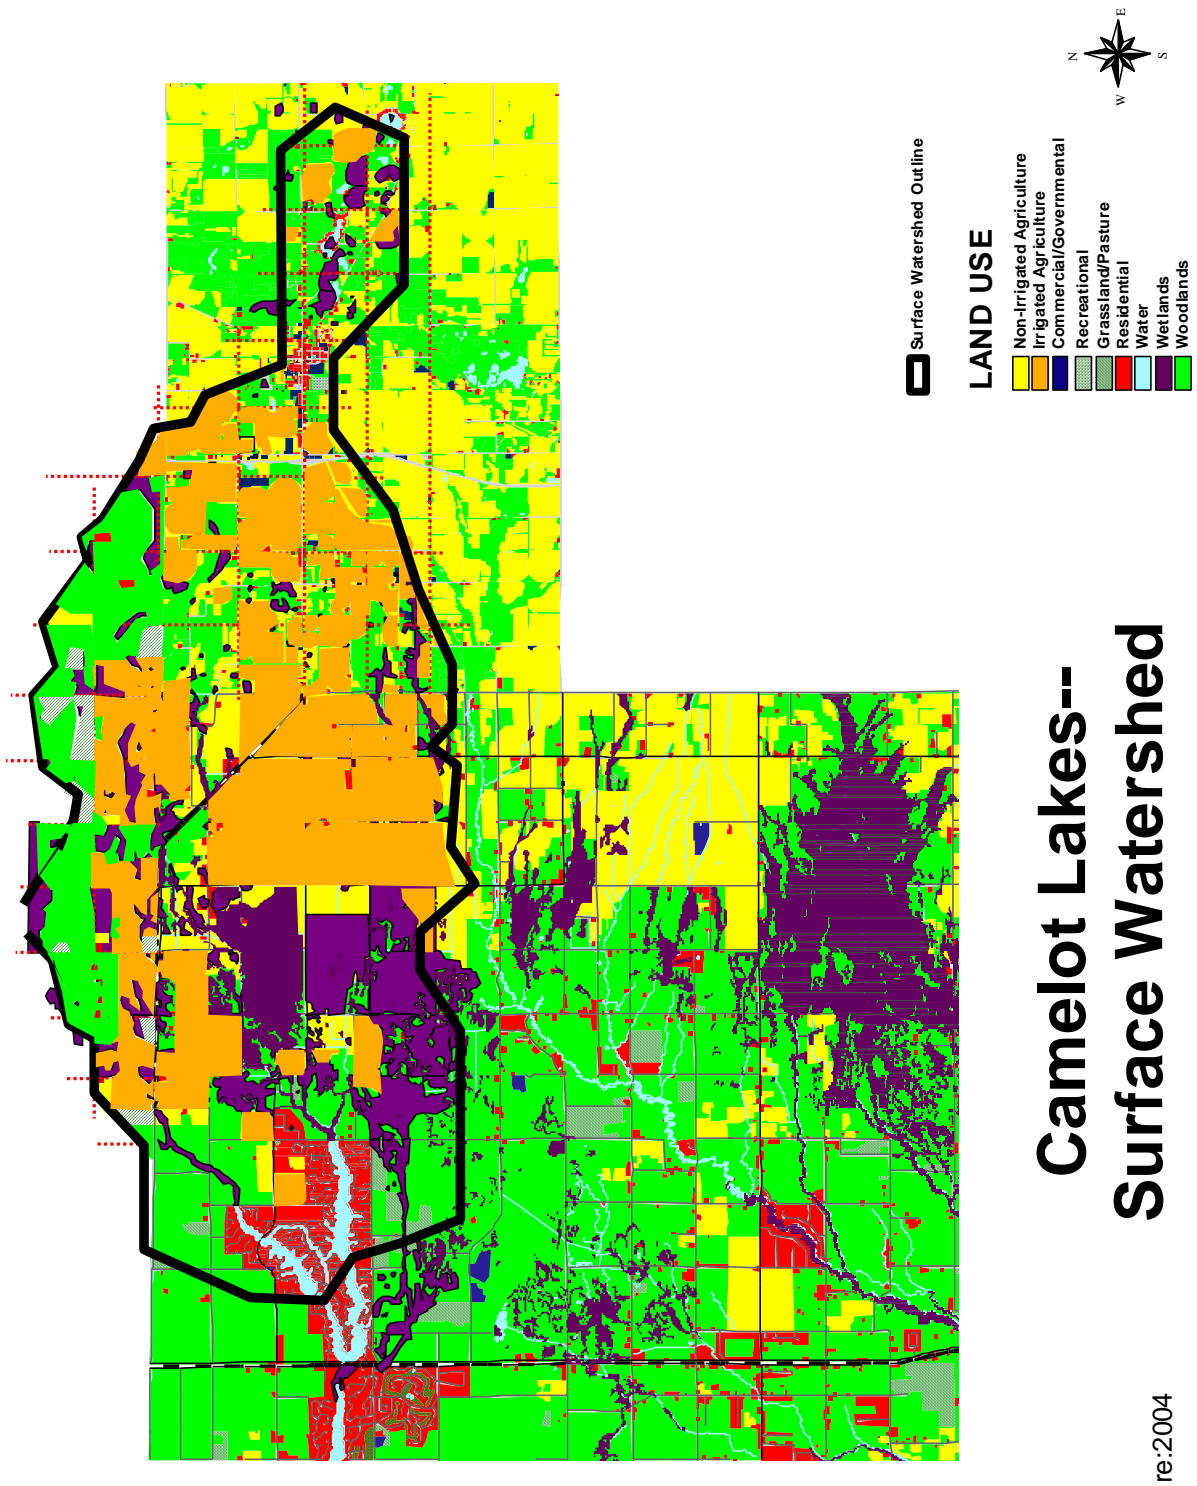 Camelot Lakes--
Surface Watershed
re:2004
Surface Watershed Outline
LAND USE
Non-Irrigated Agriculture
Irrigated Agriculture
Commercial/Governmental
Recreational
Grassland/Pasture
Residential
Water
Wetlands
Woodlands
N
W
E
S